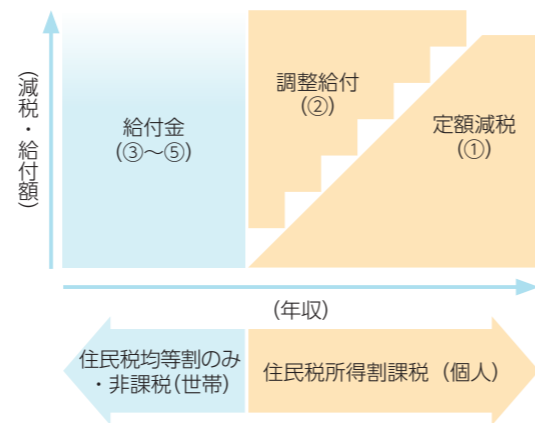 (減税・給付額)
給付金
(③〜⑤)
調整給付
(②)
定額減税
(①)
(年収)
住民税均等割のみ
・非課税(世帯)
住民税所得割課税（個人）